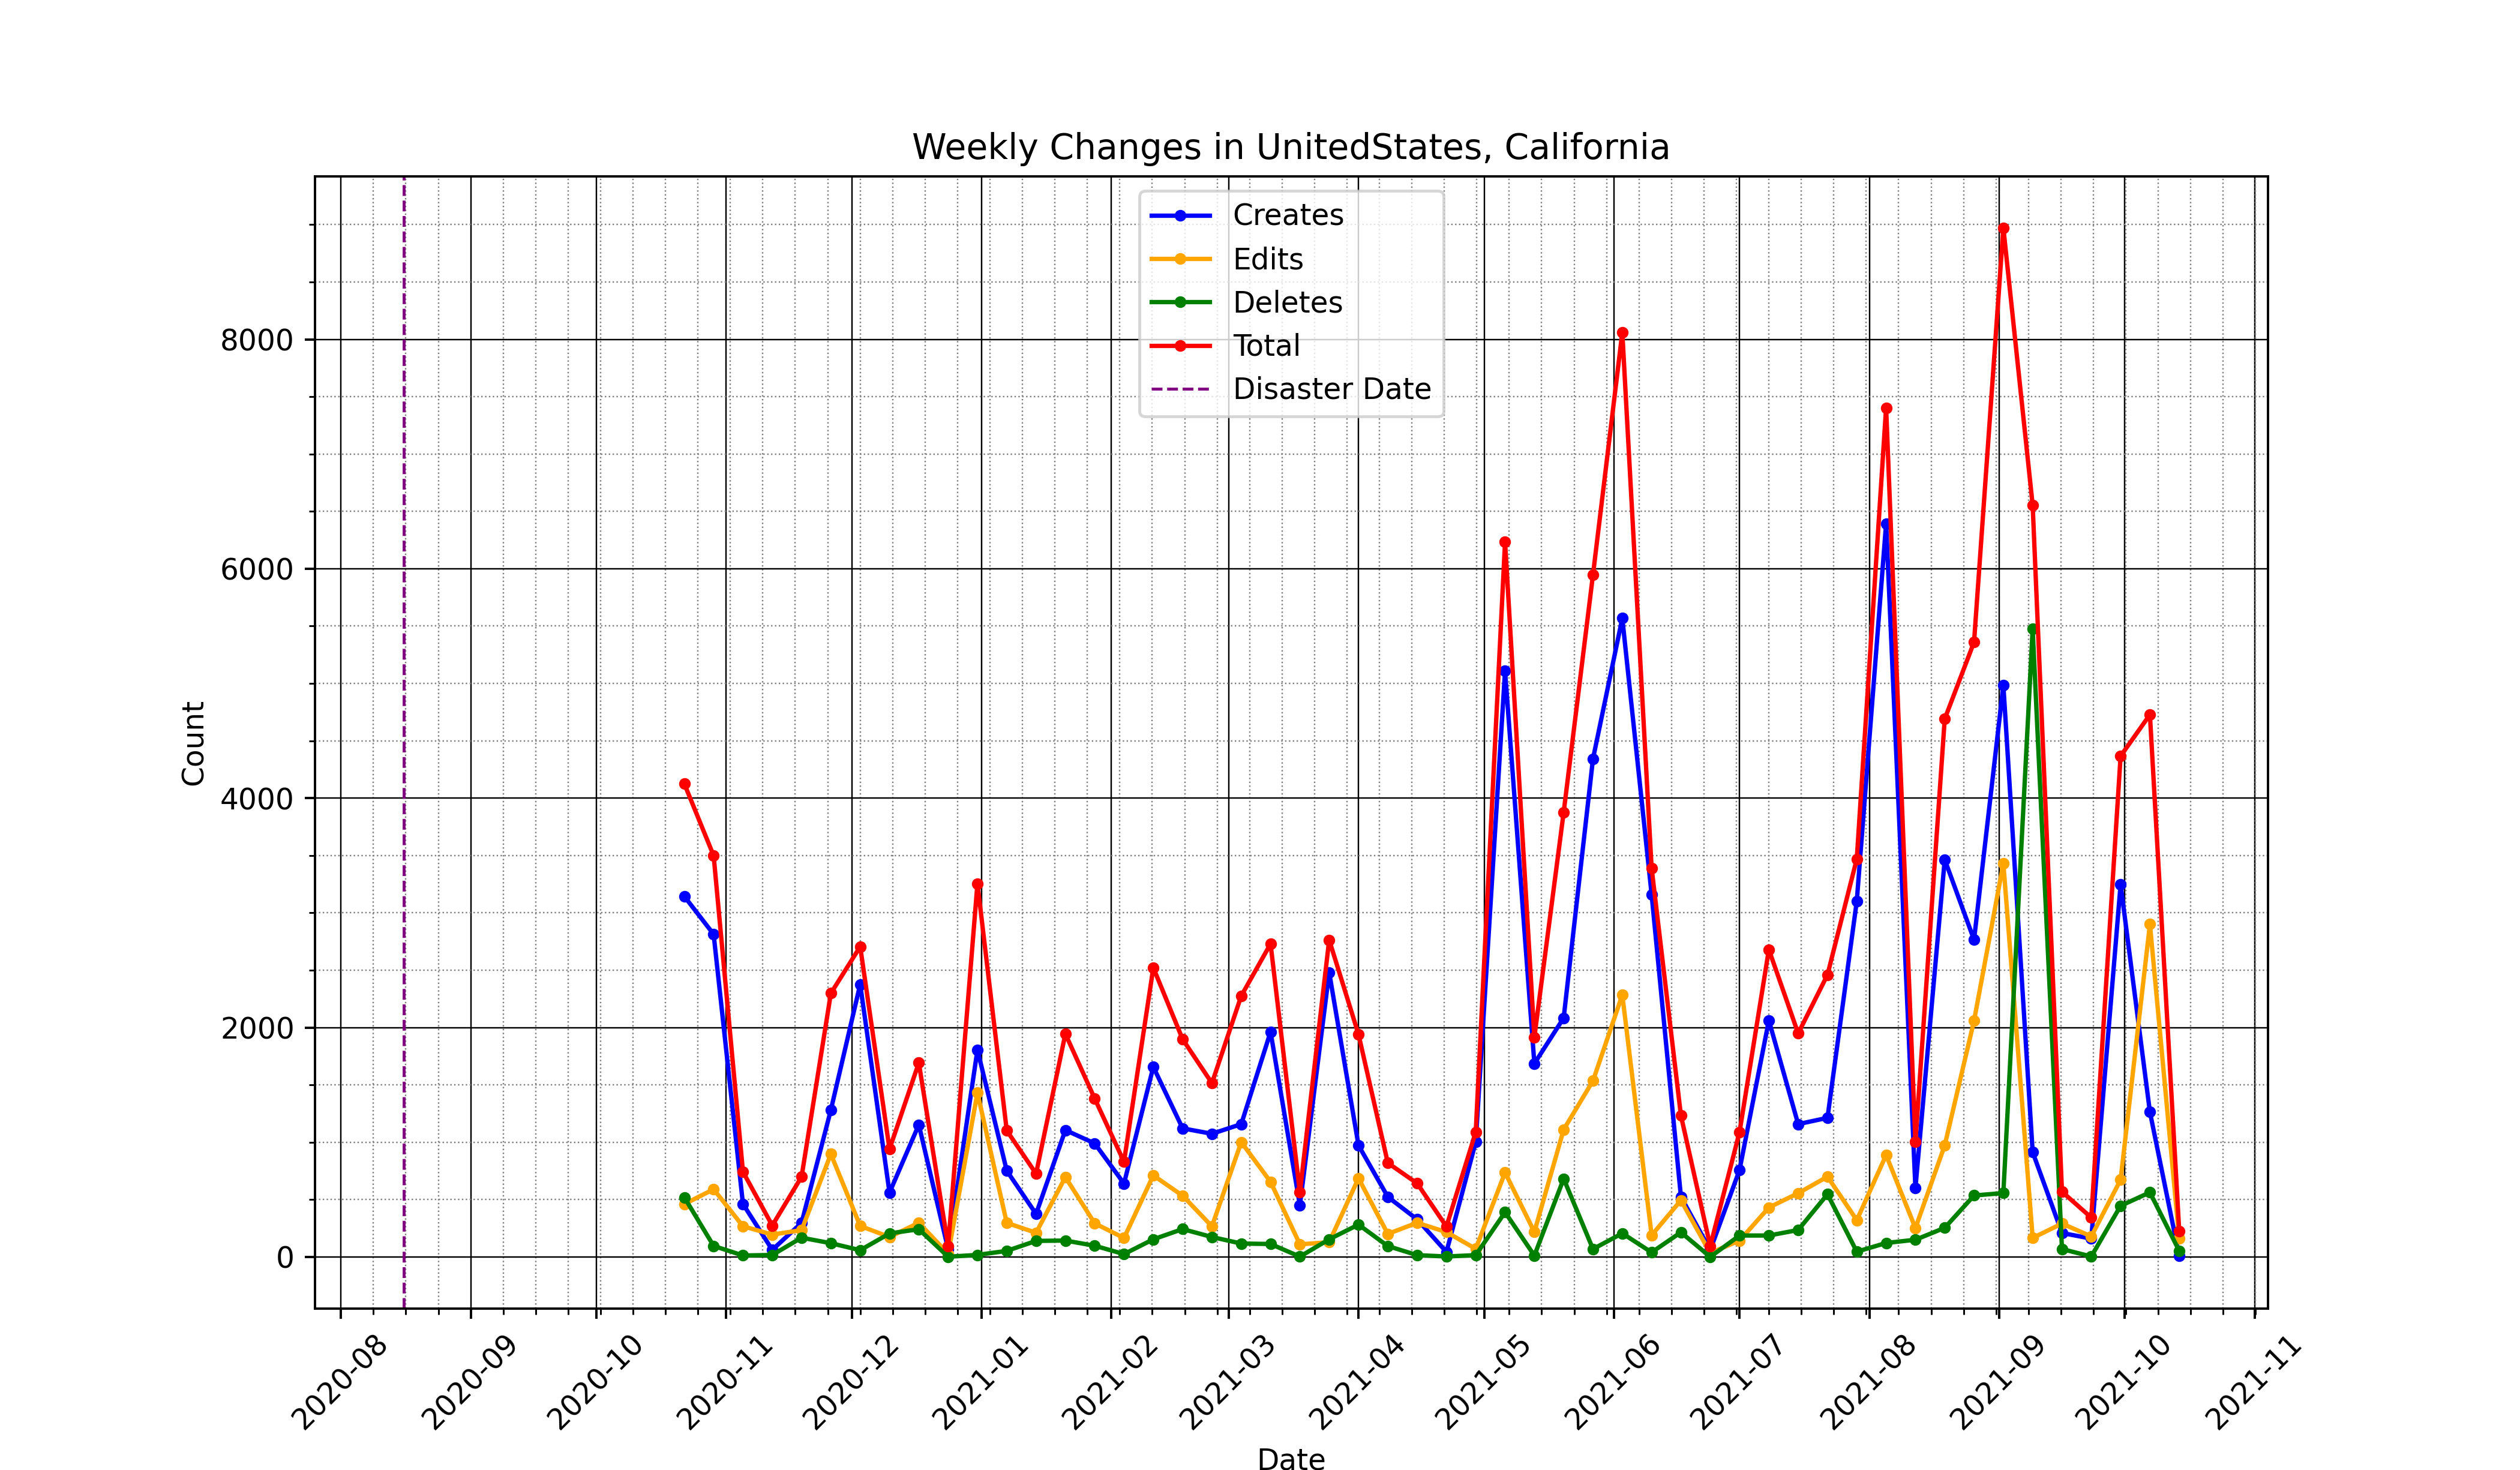 Weekly Changes in UnitedStates, California
Creates
Edits
Deletes
Total
Disaster Date
8000
6000
4000
2000
0
Count
2020-08
2020-09
2020-10
2020-11
2020-12
2021-01
2021-02
2021-03
2021-04
2021-05
2021-06
2021-07
2021-08
2021-09
2021-10
2021-11
Date